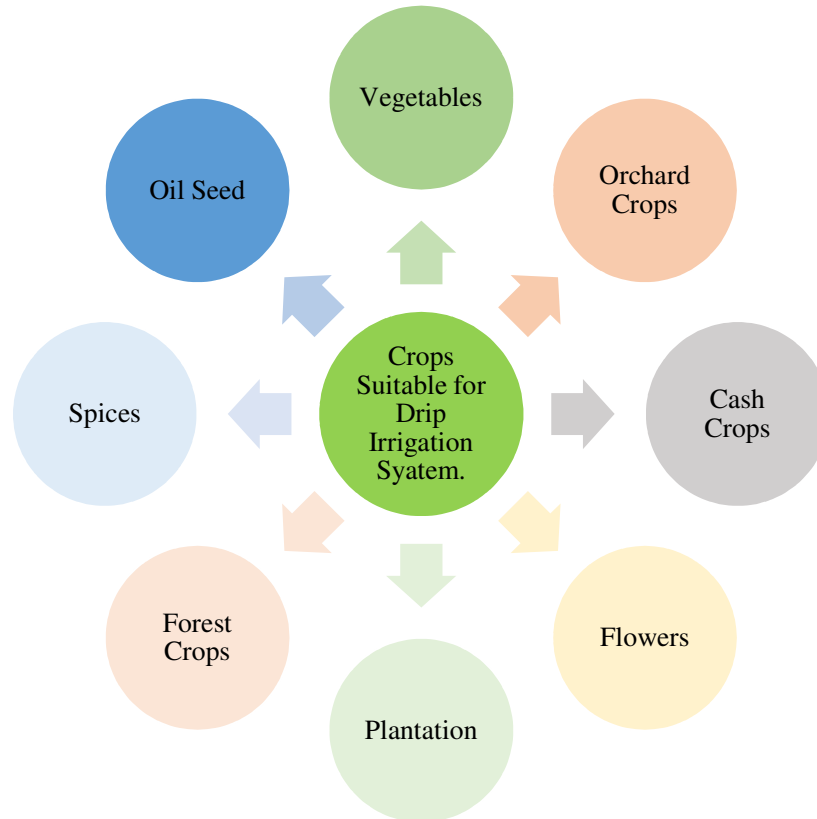 Vegetables
Orchard
Crops
Cash
Crops
Flowers
Plantation
Forest
Crops
Spices
Oil Seed
Crops
Suitable for
Drip
Irrigation
Syatem.